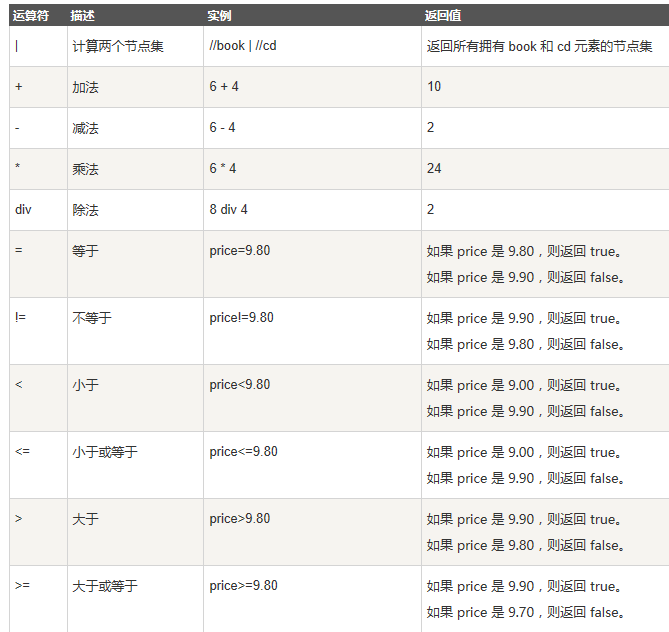 运算符 描述 实例 返回值
| 计算两个节点集 //book | //cd 返回所有拥有 book 和 cd 元素的节点集
+ 加法 6 + 4 10
- 减法 6 - 4 2
* 乘法 6 * 4 24
div 除法 8 div 4 2
= 等于 price=9.80 如果 price 是 9.80，则返回 true。
如果 price 是 9.90，则返回 false。
!= 不等于 price!=9.80 如果 price 是 9.90，则返回 true。
如果 price 是 9.80，则返回 false。
< 小于 price<9.80 如果 price 是 9.00，则返回 true。
如果 price 是 9.90，则返回 false。
<= 小于或等于 price<=9.80 如果 price 是 9.00，则返回 true。
如果 price 是 9.90，则返回 false。
> 大于 price>9.80 如果 price 是 9.90，则返回 true。
如果 price 是 9.80，则返回 false。
>= 大于或等于 price>=9.80 如果 price 是 9.90，则返回 true。
如果 price 是 9.70，则返回 false。